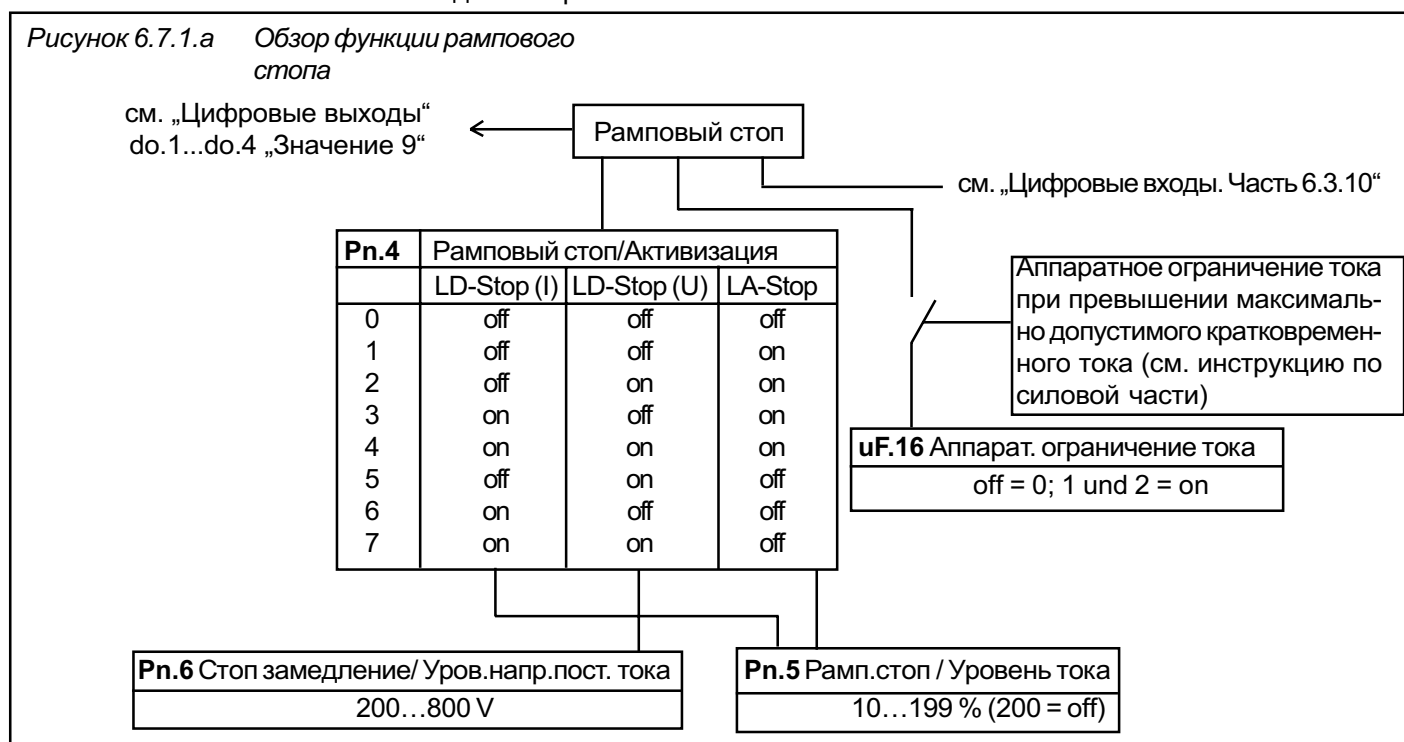 Рисунок 6.7.1.a Обзор функции рампового
стопа
см. „Цифровые выходы“
do.1...do.4 „Значение 9“
Рамповый стоп
см. „Цифровые входы. Часть 6.3.10“
Pn.4 Рамповый стоп/Активизация
LD-Stop (I) LD-Stop (U) LA-Stop
0 off off off
1 off off on
2 off on on
3 on off on
4 on on on
5 off on off
6 on off off
7 on on off
Аппаратное ограничение тока
при превышении максималь-
но допустимого кратковремен-
ного тока (см. инструкцию по
силовой части)
uF.16 Аппарат. ограничение тока
off = 0; 1 und 2 = on
Pn.6 Стоп замедление/ Уров.напр.пост. тока
200...800 V
Pn.5 Рамп.стоп / Уровень тока
10...199 % (200 = off)